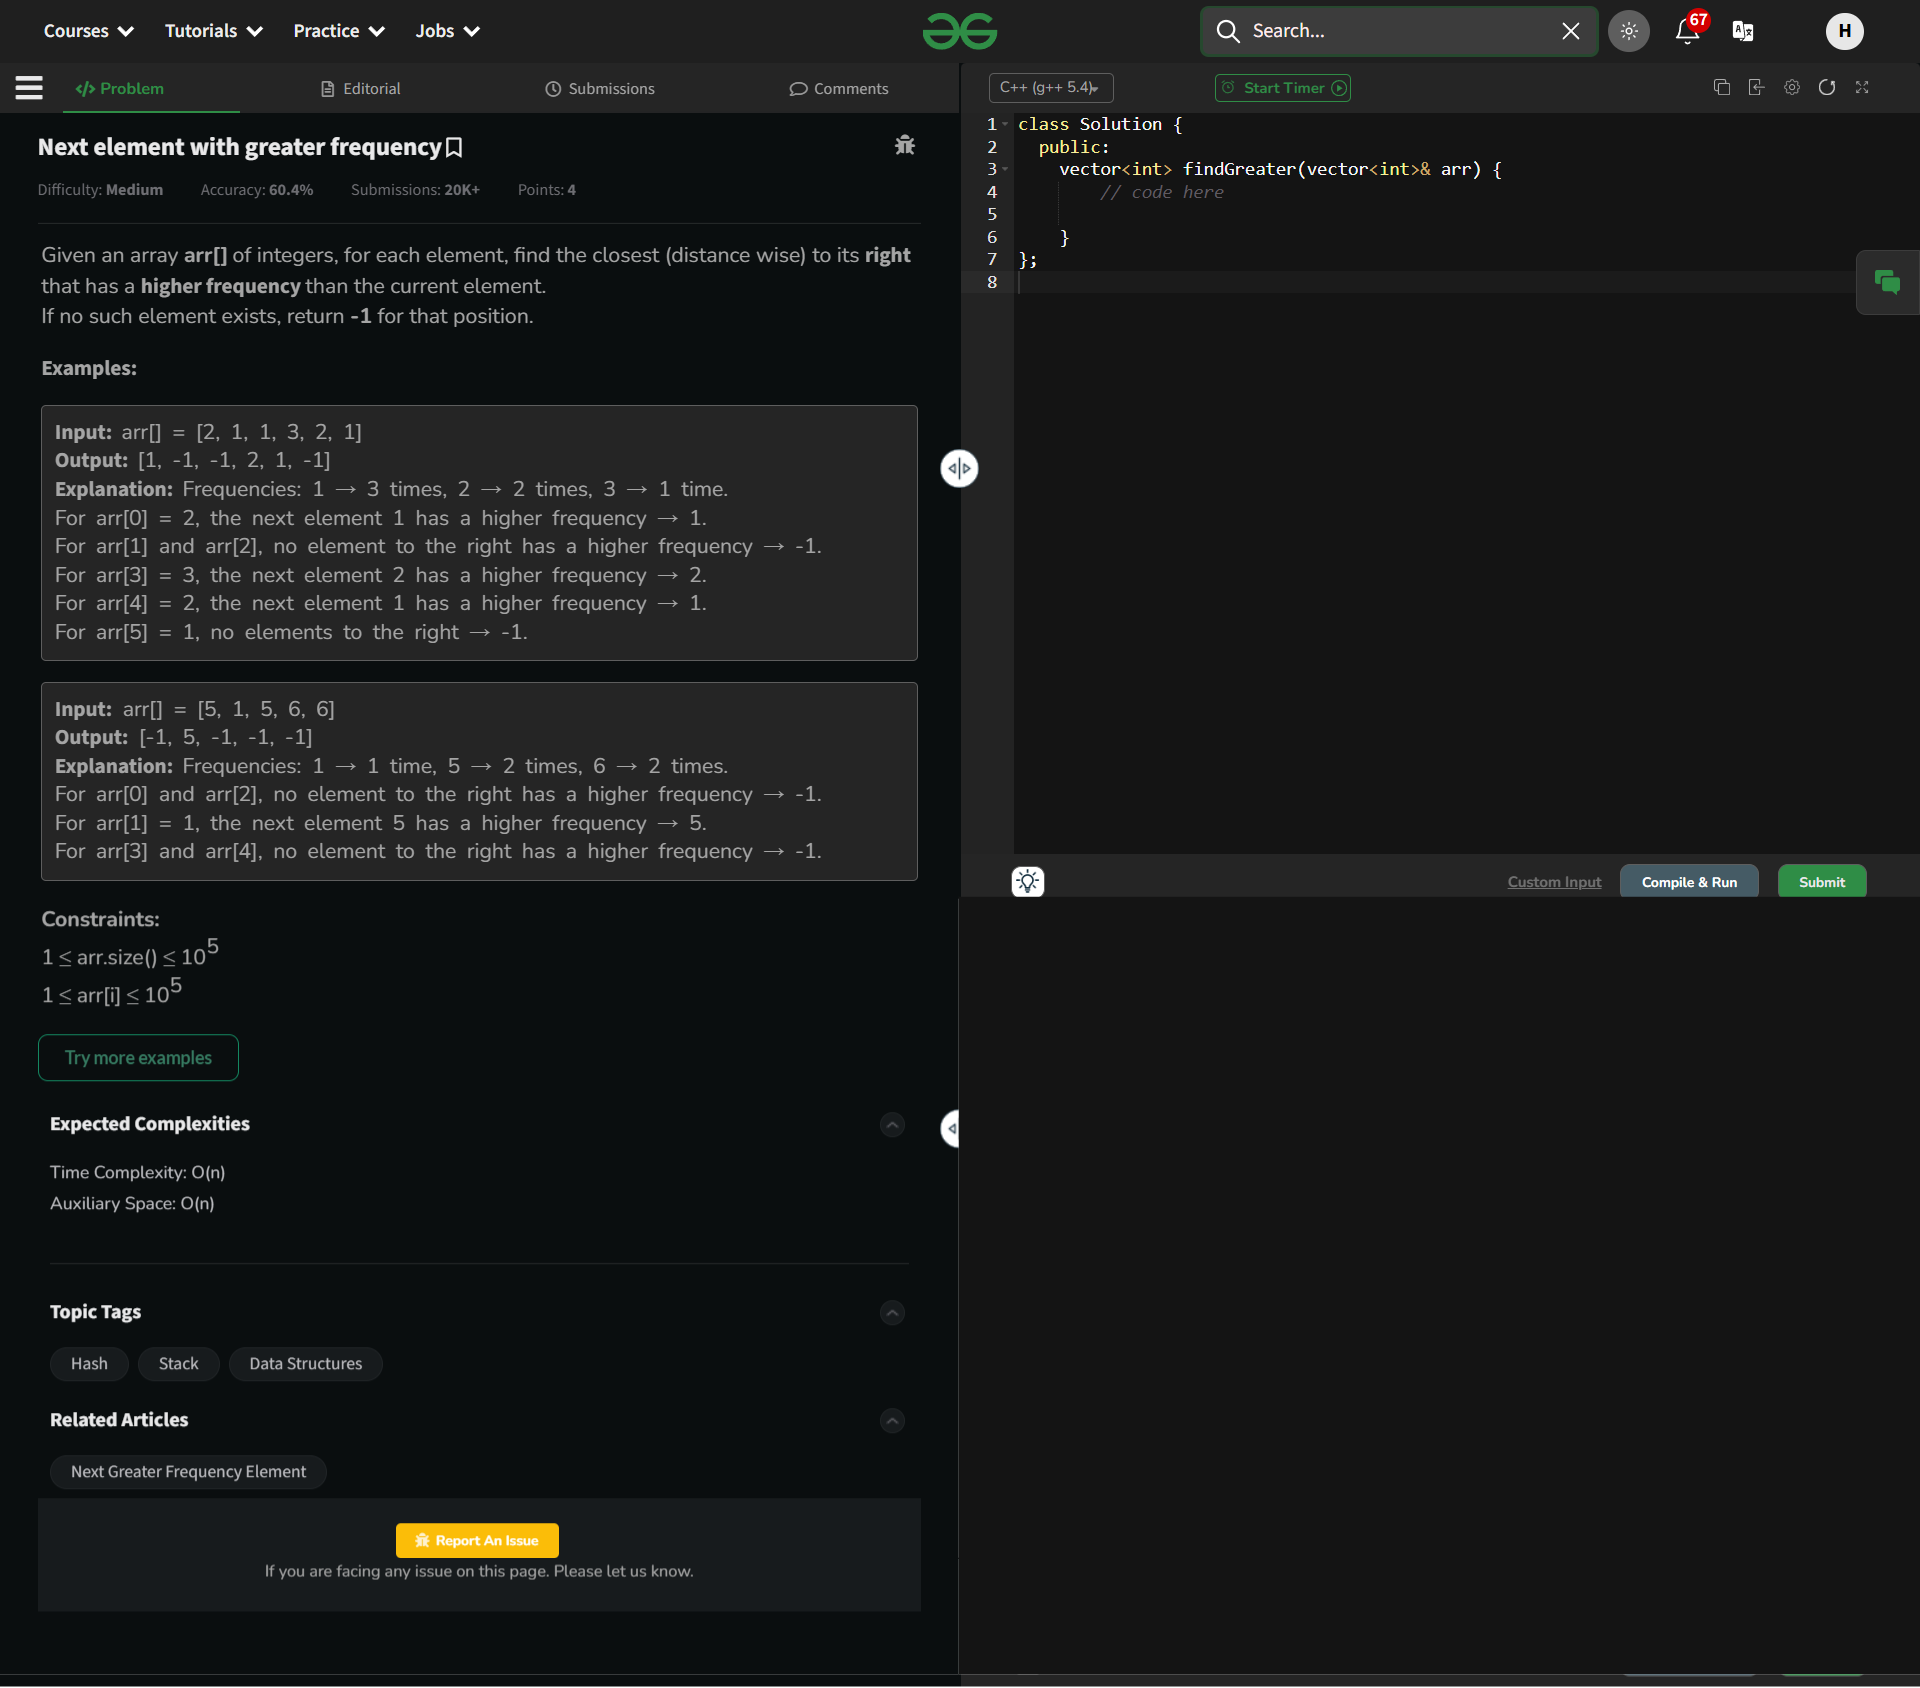 Courses Tutorials Practice Jobs Search... 67 H
Problem Editorial Submissions Comments
Next element with greater frequency
Difficulty: Medium Accuracy: 60.4% Submissions: 20K+ Points: 4
Given an array arr[] of integers, for each element, find the closest (distance wise) to its right
that has a higher frequency than the current element.
If no such element exists, return -1 for that position.
Examples:
Input: arr[] = [2, 1, 1, 3, 2, 1]
Output: [1, -1, -1, 2, 1, -1]
Explanation: Frequencies: 1 → 3 times, 2 → 2 times, 3 → 1 time.
For arr[0] = 2, the next element 1 has a higher frequency → 1.
For arr[1] and arr[2], no element to the right has a higher frequency → -1.
For arr[3] = 3, the next element 2 has a higher frequency → 2.
For arr[4] = 2, the next element 1 has a higher frequency → 1.
For arr[5] = 1, no elements to the right → -1.
Input: arr[] = [5, 1, 5, 6, 6]
Output: [-1, 5, -1, -1, -1]
Explanation: Frequencies: 1 → 1 time, 5 → 2 times, 6 → 2 times.
For arr[0] and arr[2], no element to the right has a higher frequency → -1.
For arr[1] = 1, the next element 5 has a higher frequency → 5.
For arr[3] and arr[4], no element to the right has a higher frequency → -1.
Constraints:
1 ≤ arr.size() ≤ 10^5
1 ≤ arr[i] ≤ 10^5
Try more examples
Expected Complexities
Time Complexity: O(n)
Auxiliary Space: O(n)
Topic Tags
Hash Stack Data Structures
Related Articles
Next Greater Frequency Element
Report An Issue
If you are facing any issue on this page. Please let us know.
C++ (g++ 5.4) Start Timer
1 class Solution {
2 public:
3 vector<int> findGreater(vector<int>& arr) {
4 // code here
5
6 }
7 };
8
Custom Input Compile & Run Submit